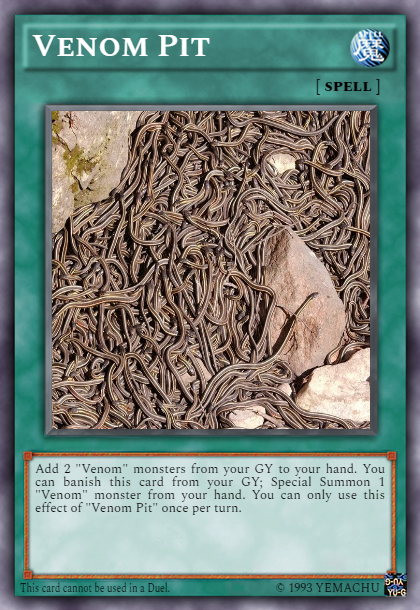 VENOM PIT
魔
[ SPELL ]
Add 2 "Venom" monsters from your GY to your hand. You
can banish this card from your GY; Special Summon 1
"Venom" monster from your hand. You can only use this
effect of "Venom Pit" once per turn.
This card cannot be used in a Duel.
© 1993 YEMACHU